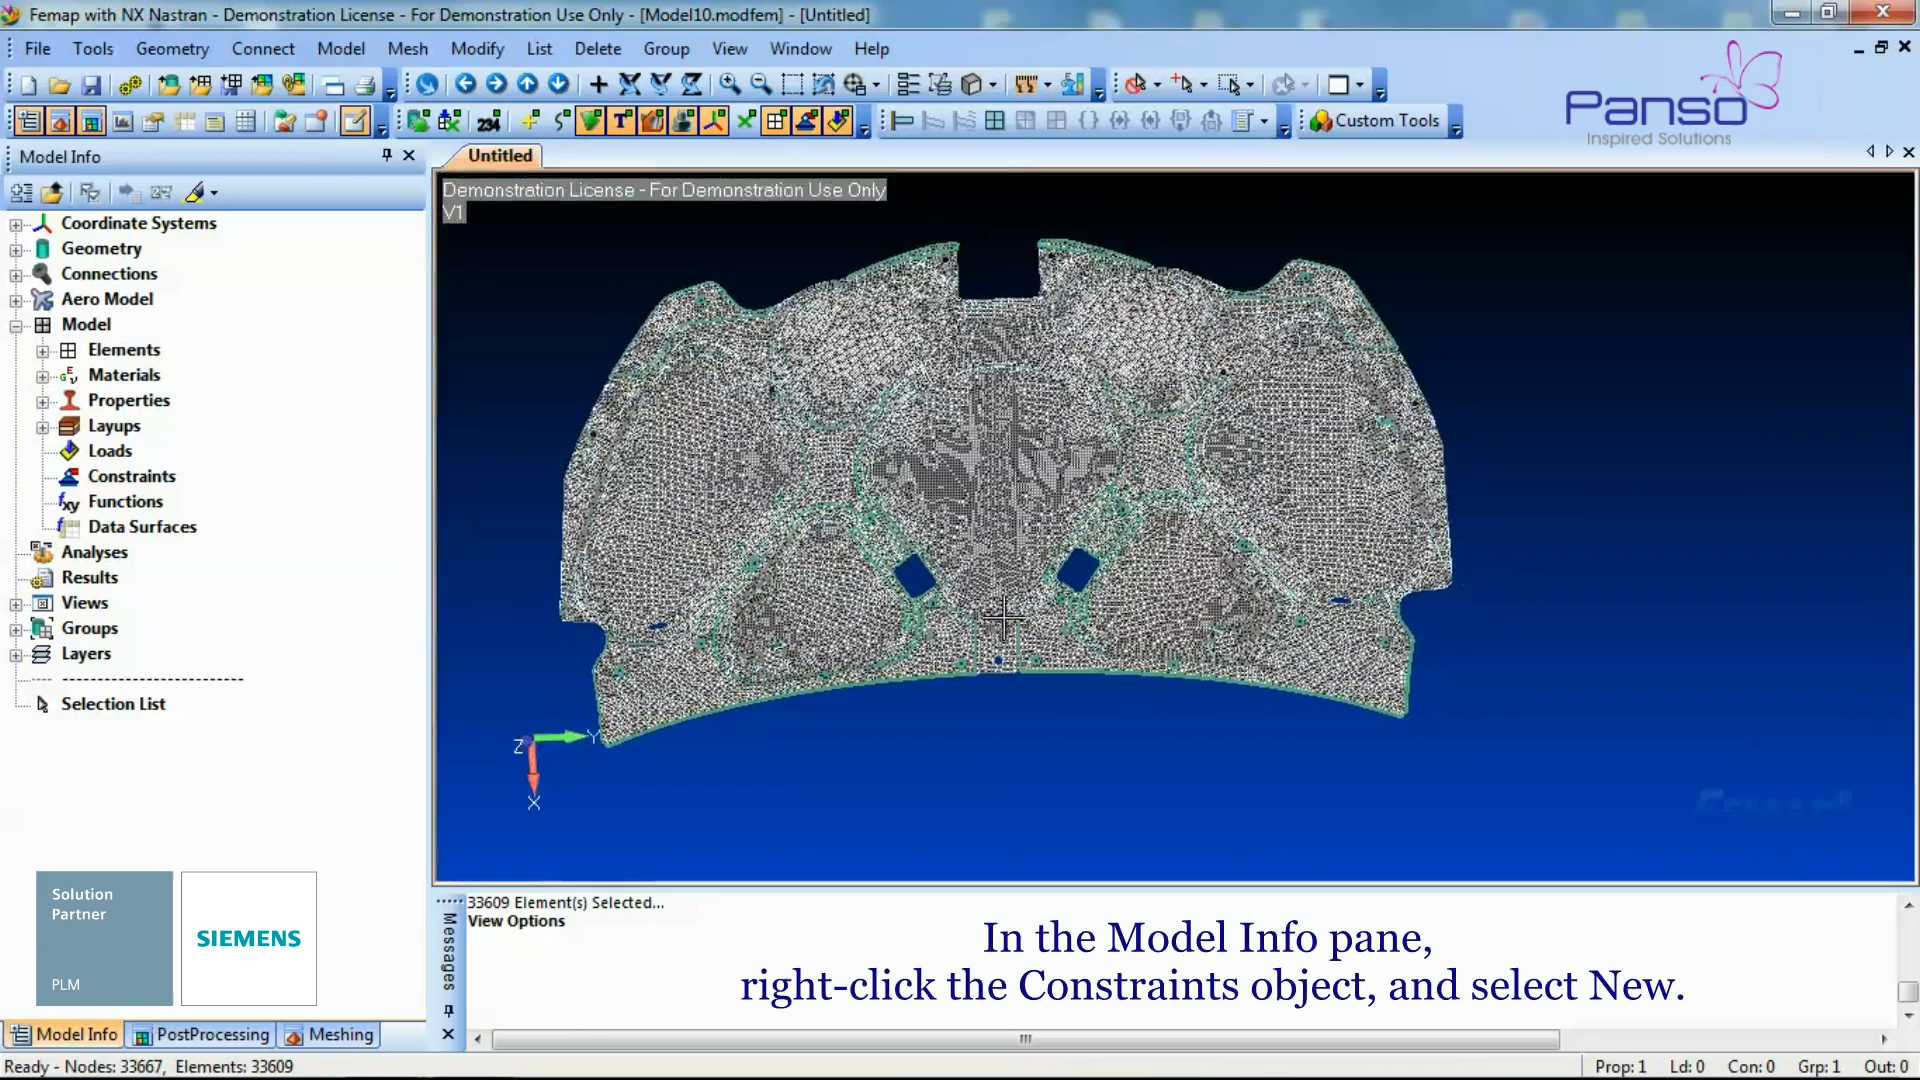 Femap with NX Nastran - Demonstration License - For Demonstration Use Only - [Model10.modfem] - [Untitled]
File Tools Geometry Connect Model Mesh Modify List Delete Group View Window Help
234
T
Custom Tools
Panso
Inspired Solutions
Model Info
Untitled
Demonstration License - For Demonstration Use Only
V1
Coordinate Systems
Geometry
Connections
Aero Model
Model
Elements
Materials
Properties
Layups
Loads
Constraints
Functions
Data Surfaces
Analyses
Results
Views
Groups
Layers
Selection List
Z
Y
X
Solution
Partner
PLM
SIEMENS
Messages
33609 Element(s) Selected...
View Options
In the Model Info pane,
right-click the Constraints object, and select New.
Model Info PostProcessing Meshing
Ready - Nodes: 33667, Elements: 33609
Prop: 1 Ld: 0 Con: 0 Grp: 1 Out: 0